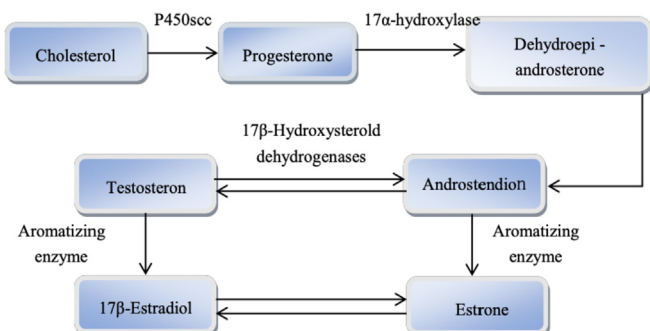 P450scc
17α-hydroxylase
Cholesterol
Progesterone
Dehydroepi -
androsterone
17β-Hydroxysterold
dehydrogenases
Testosteron
Androstendion
Aromatizing
enzyme
Aromatizing
enzyme
17β-Estradiol
Estrone